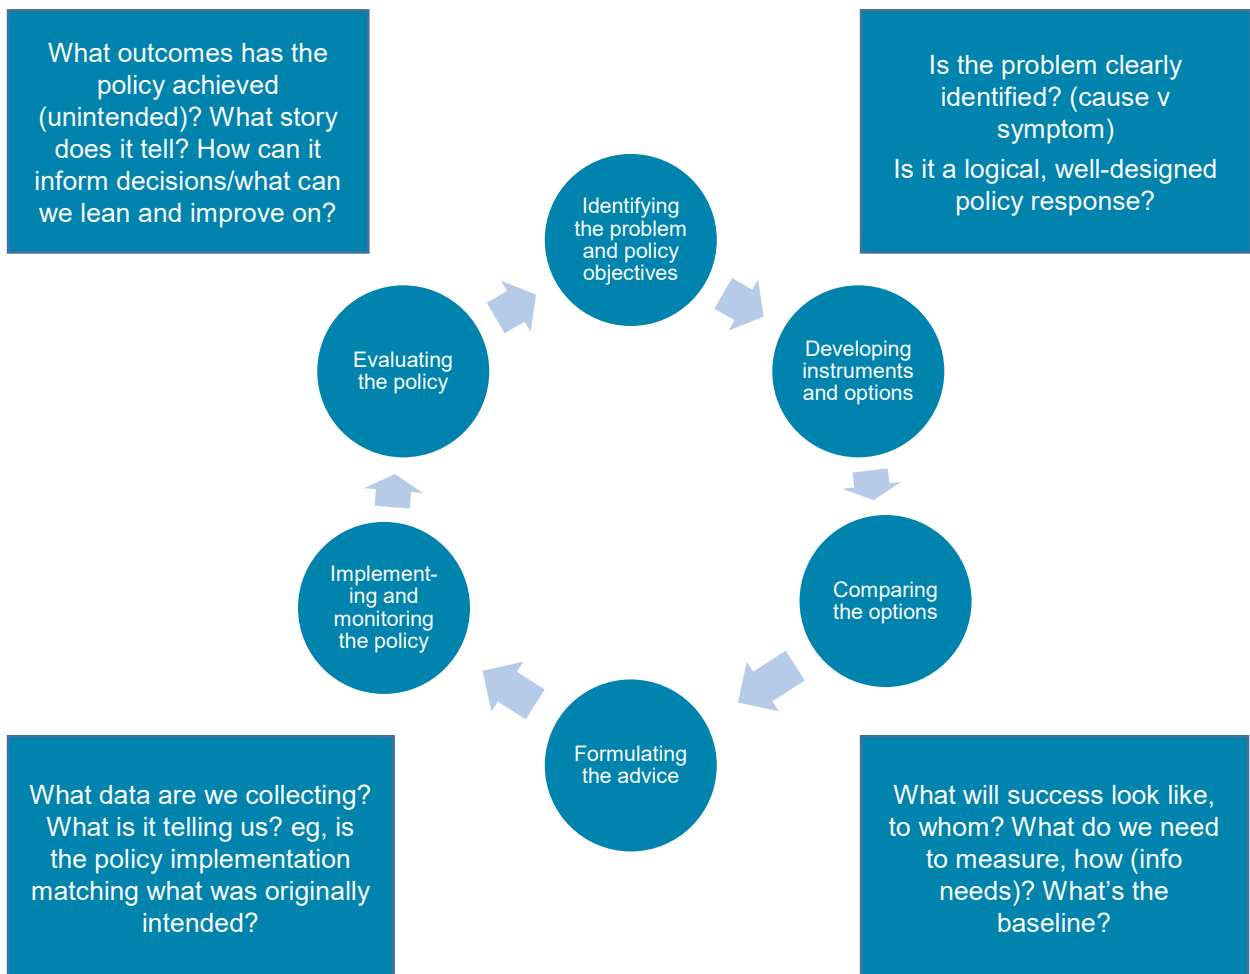 What outcomes has the
policy achieved
(unintended)? What story
does it tell? How can it
inform decisions/what can
we lean and improve on?
Is the problem clearly
identified? (cause v
symptom)
Is it a logical, well-designed
policy response?
Identifying
the problem
and policy
objectives
Developing
instruments
and options
Comparing
the options
Formulating
the advice
Implement-
ing and
monitoring
the policy
Evaluating
the policy
What data are we collecting?
What is it telling us? eg, is
the policy implementation
matching what was originally
intended?
What will success look like,
to whom? What do we need
to measure, how (info
needs)? What’s the
baseline?